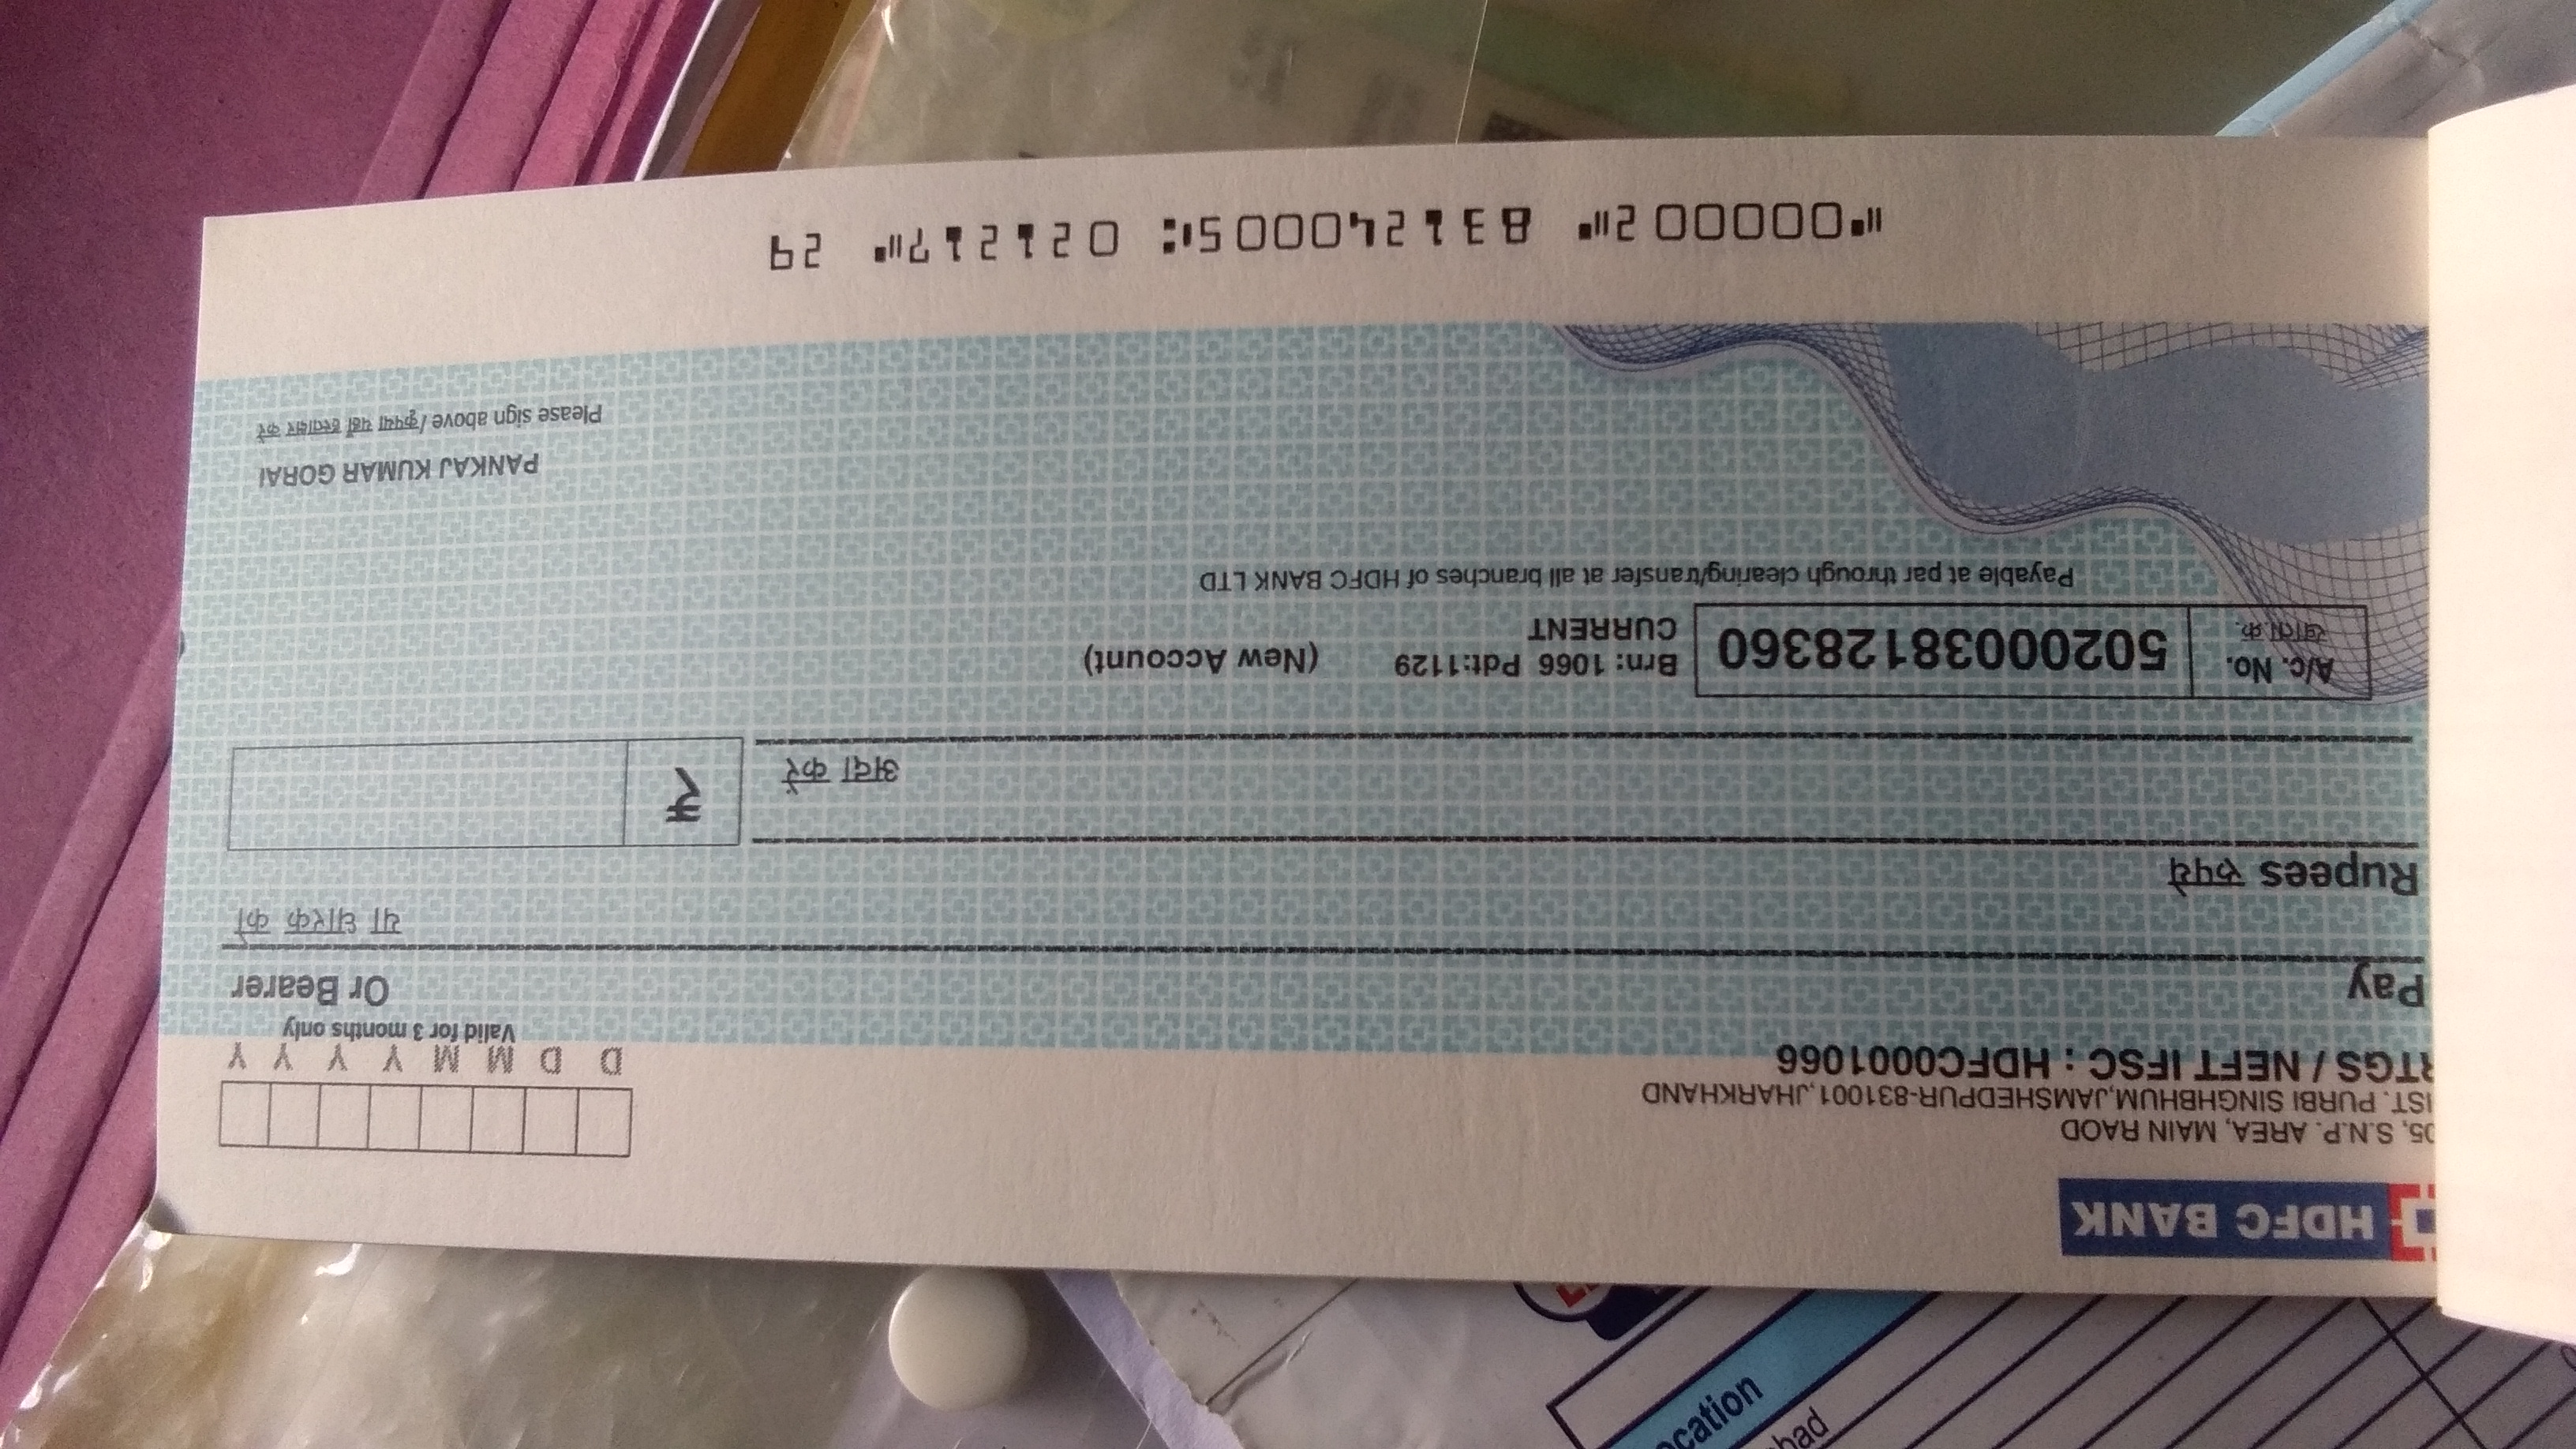 HDFC BANK
05, S.N.P. AREA, MAIN RAOD
IST. PURBI SINGHBHUM,JAMSHEDPUR-831001,JHARKHAND
RTGS / NEFT IFSC : HDFC0001066
D D M M Y Y Y Y
Valid for 3 months only
Pay
Or Bearer
या धारक को
Rupees रुपये
अदा करें
₹
A/c. No.
खाता क्र.
50200038128360
Brn: 1066 Pdt:1129
CURRENT
(New Account)
Payable at par through clearing/transfer at all branches of HDFC BANK LTD
PANKAJ KUMAR GORAI
Please sign above / कृपया यहाँ हस्ताक्षर करें
⑈000002⑈ 831240005⑆ 021217⑈ 29
cation
bad